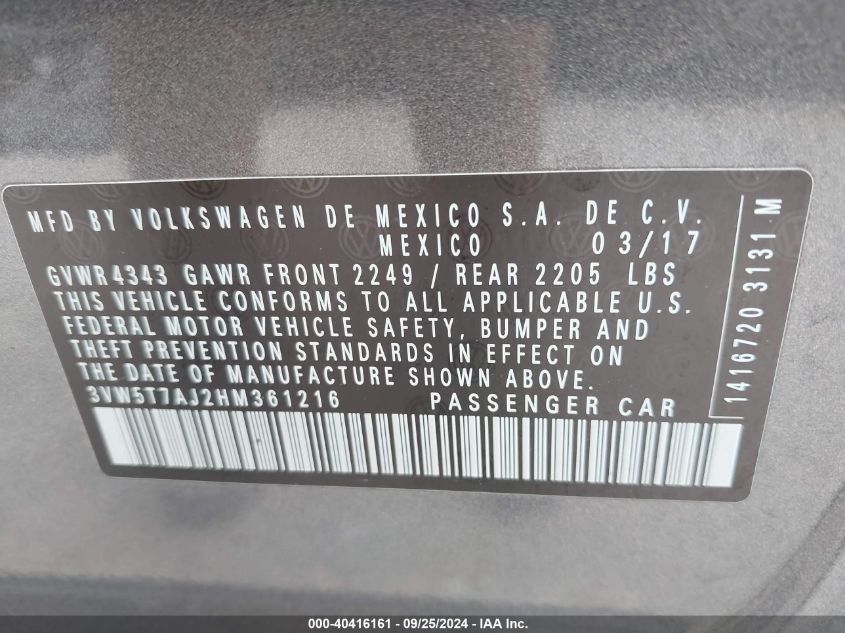 MFD BY VOLKSWAGEN DE MEXICO S.A. DE C.V.
MEXICO 03/17
GVWR 4343 GAWR FRONT 2249 / REAR 2205 LBS
THIS VEHICLE CONFORMS TO ALL APPLICABLE U.S.
FEDERAL MOTOR VEHICLE SAFETY, BUMPER AND
THEFT PREVENTION STANDARDS IN EFFECT ON
THE DATE OF MANUFACTURE SHOWN ABOVE.
3VW5T7AJ2HM361216 PASSENGER CAR
1416720 3131 M
000-40416161 - 09/25/2024 - IAA Inc.